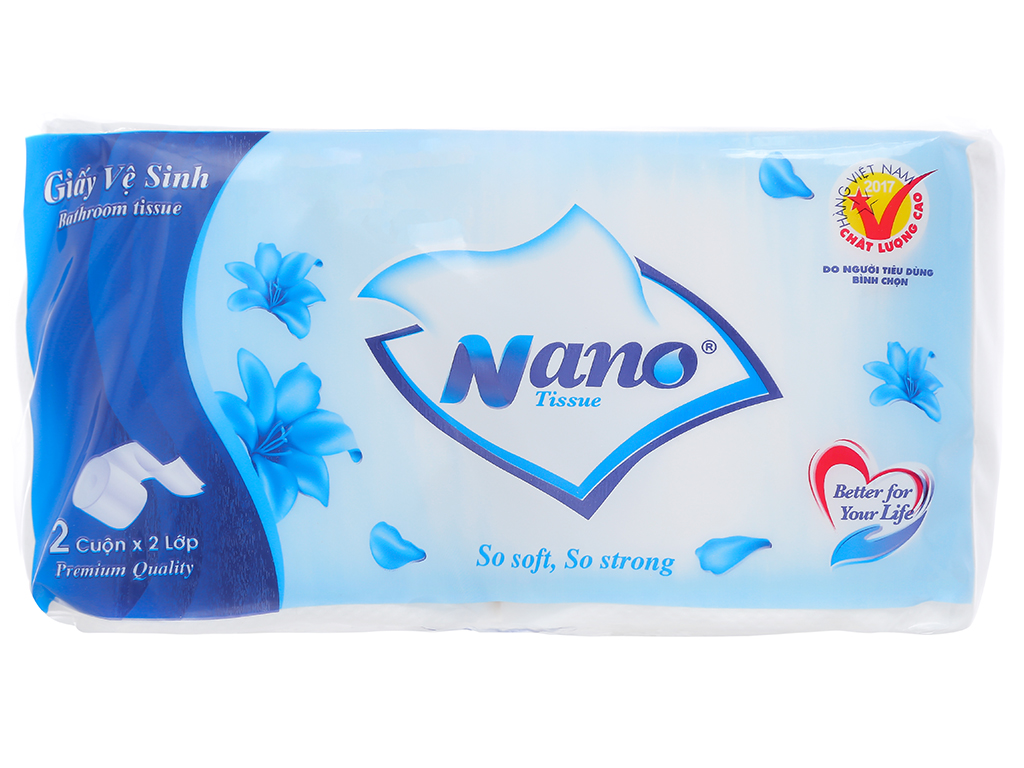 Giấy Vệ Sinh
Bathroom tissue
2 Cuộn x 2 Lớp
Premium Quality
Nano®
Tissue
So soft, So strong
HÀNG VIỆT NAM
2017
CHẤT LƯỢNG CAO
DO NGƯỜI TIÊU DÙNG
BÌNH CHỌN
Better for
Your Life